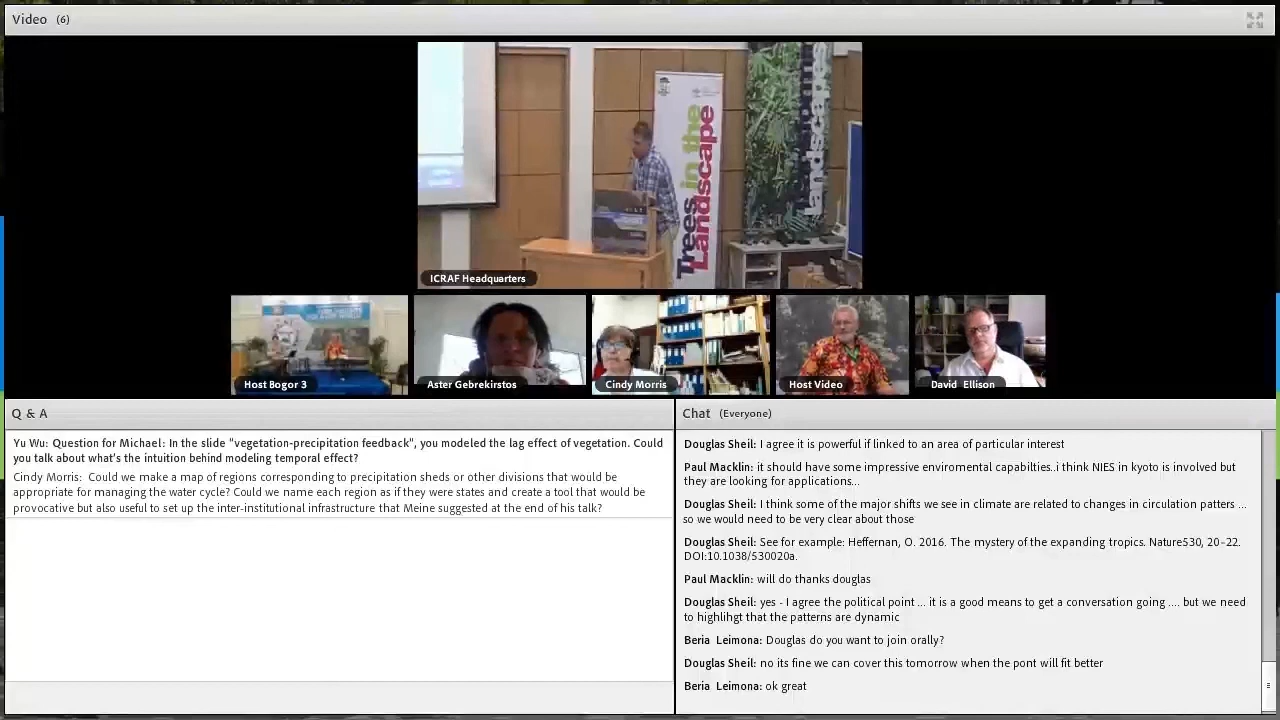 Video (6)
Trees in the
Landscape
landscapes
ICRAF Headquarters
Host Bogor 3
Aster Gebrekirstos
Cindy Morris
Host Video
David Ellison
Q & A
Yu Wu: Question for Michael: In the slide "vegetation-precipitation feedback", you modeled the lag effect of vegetation. Could
you talk about what's the intuition behind modeling temporal effect?
Cindy Morris: Could we make a map of regions corresponding to precipitation sheds or other divisions that would be
appropriate for managing the water cycle? Could we name each region as if they were states and create a tool that would be
provocative but also useful to set up the inter-institutional infrastructure that Meine suggested at the end of his talk?
Chat (Everyone)
Douglas Sheil: I agree it is powerful if linked to an area of particular interest
Paul Macklin: it should have some impressive enviromental capabilties..i think NIES in kyoto is involved but
they are looking for applications...
Douglas Sheil: I think some of the major shifts we see in climate are related to changes in circulation patters ...
so we would need to be very clear about those
Douglas Sheil: See for example: Heffernan, O. 2016. The mystery of the expanding tropics. Nature530, 20-22.
DOI:10.1038/530020a.
Paul Macklin: will do thanks douglas
Douglas Sheil: yes - I agree the political point ... it is a good means to get a conversation going .... but we need
to highlihgt that the patterns are dynamic
Beria Leimona: Douglas do you want to join orally?
Douglas Sheil: no its fine we can cover this tomorrow when the pont will fit better
Beria Leimona: ok great